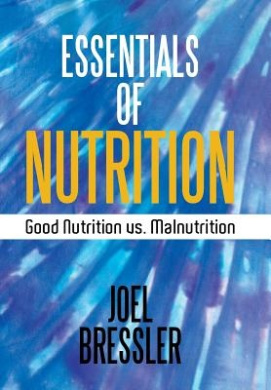 ESSENTIALS
OF
NUTRITION
Good Nutrition vs. Malnutrition
JOEL
BRESSLER